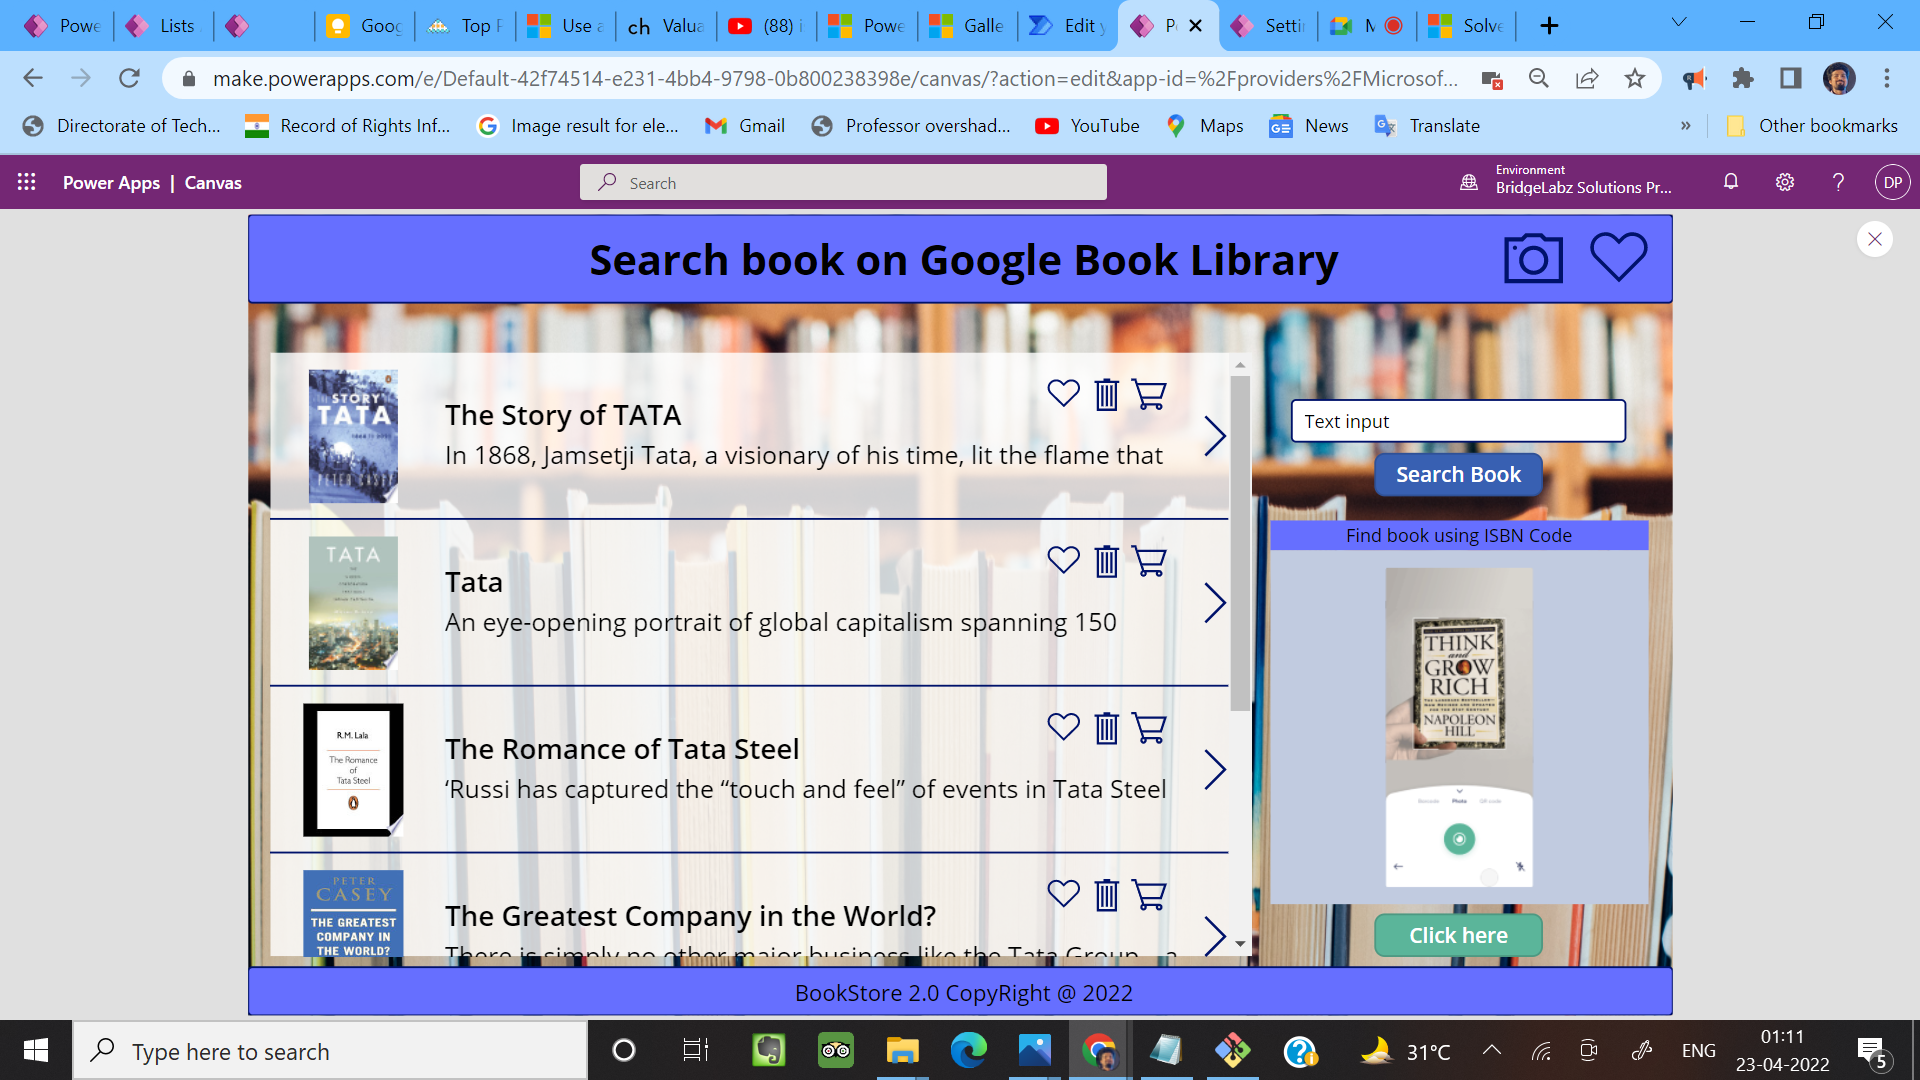 Powe
Lists
Goog
Top F
Use a
Valua
(88) i
Powe
Galle
Edit y
Settin
Solve
make.powerapps.com/e/Default-42f74514-e231-4bb4-9798-0b800238398e/canvas/?action=edit&app-id=%2Fproviders%2FMicrosof...
Directorate of Tech...
Record of Rights Inf...
Image result for ele...
Gmail
Professor overshad...
YouTube
Maps
News
Translate
»
Other bookmarks
Power Apps | Canvas
Search
Environment
BridgeLabz Solutions Pr...
DP
Search book on Google Book Library
STORY
TATA
PETER CASEY
The Story of TATA
In 1868, Jamsetji Tata, a visionary of his time, lit the flame that
TATA
Tata
An eye-opening portrait of global capitalism spanning 150
R.M. Lala
The Romance
of
Tata Steel
The Romance of Tata Steel
‘Russi has captured the “touch and feel” of events in Tata Steel
PETER
CASEY
THE GREATEST
COMPANY IN
THE WORLD?
The Greatest Company in the World?
There is simply no other major business like the Tata Group - a
Text input
Search Book
Find book using ISBN Code
THINK
and
GROW
RICH
NAPOLEON
HILL
Photo
Click here
BookStore 2.0 CopyRight @ 2022
Type here to search
31°C
ENG
01:11
23-04-2022
5